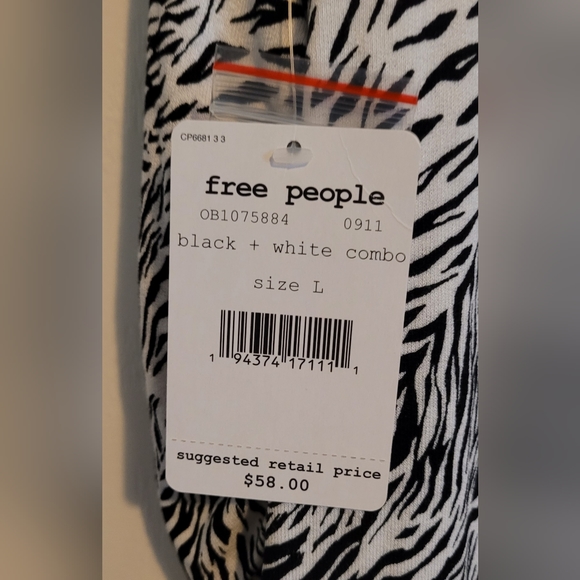 CP6681 3 3
free people
OB1075884 0911
black + white combo
size L
1 94374 17111 1
suggested retail price
$58.00